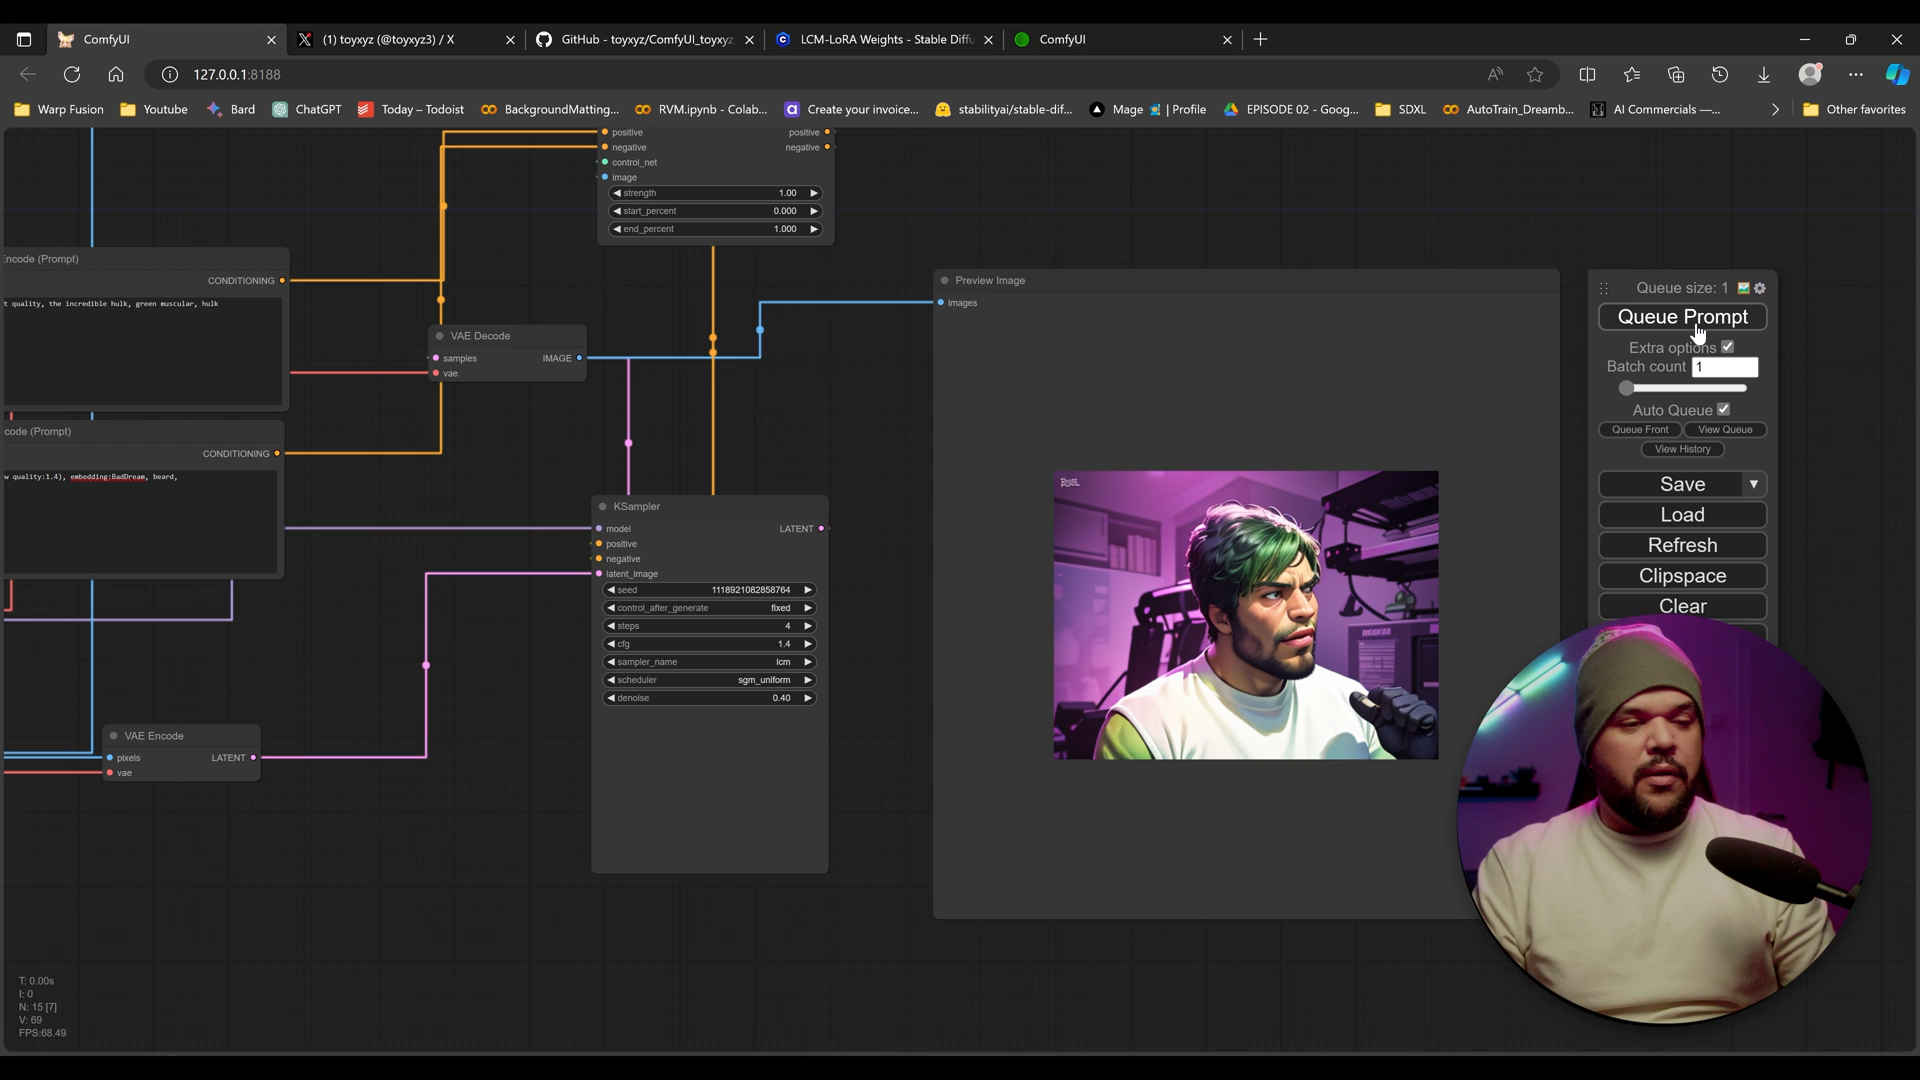 ComfyUI
(1) toyxyz (@toyxyz3) / X
GitHub - toyxyz/ComfyUI_toyxyz
LCM-LoRA Weights - Stable Diffu
ComfyUI
127.0.0.1:8188
Warp Fusion
Youtube
Bard
ChatGPT
Today – Todoist
BackgroundMatting...
RVM.ipynb - Colab...
Create your invoice...
stabilityai/stable-dif...
Mage | Profile
EPISODE 02 - Goog...
SDXL
AutoTrain_Dreamb...
AI Commercials —...
Other favorites
positive
positive
negative
negative
control_net
image
strength 1.00
start_percent 0.000
end_percent 1.000
Encode (Prompt)
CONDITIONING
t quality, the incredible hulk, green muscular, hulk
VAE Decode
samples IMAGE
vae
code (Prompt)
CONDITIONING
w quality:1.4), embedding:BadDream, beard,
KSampler
model LATENT
positive
negative
latent_image
seed 1118921082858764
control_after_generate fixed
steps 4
cfg 1.4
sampler_name lcm
scheduler sgm_uniform
denoise 0.40
VAE Encode
pixels LATENT
vae
Preview Image
images
Queue size: 1
Queue Prompt
Extra options
Batch count 1
Auto Queue
Queue Front View Queue
View History
Save
Load
Refresh
Clipspace
Clear
T: 0.00s
I: 0
N: 15 [7]
V: 69
FPS:68.49